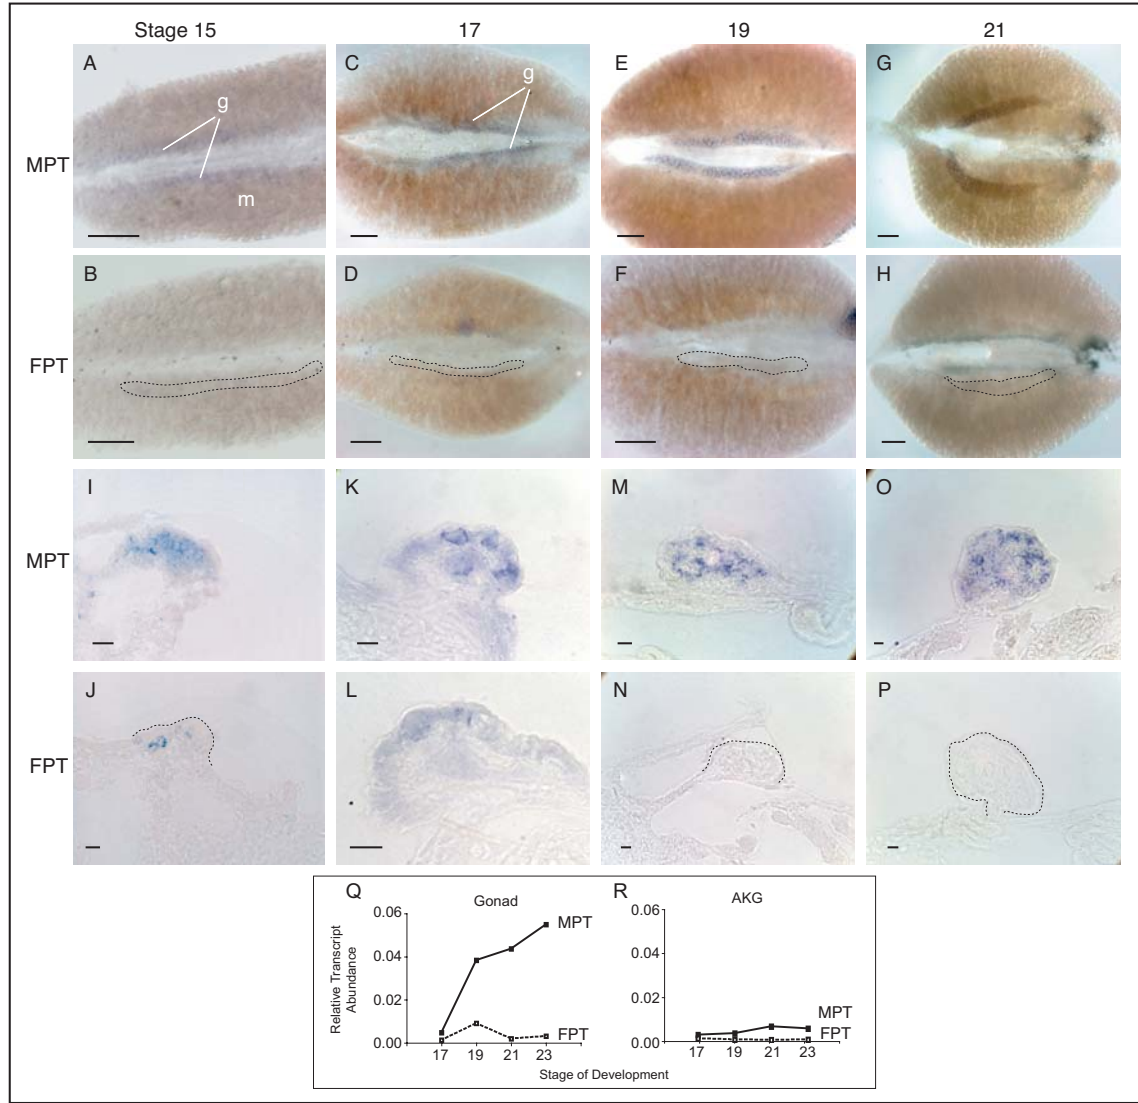 Stage 15 17 19 21
A C E G
g g
MPT
m
B D F H
FPT
I K M O
MPT
J L N P
FPT
Q R
Gonad AKG
Relative Transcript
Abundance
0.06 0.06
MPT
0.04 0.04
0.02 0.02
MPT
FPT FPT
0.00 0.00
17 19 21 23 17 19 21 23
Stage of Development